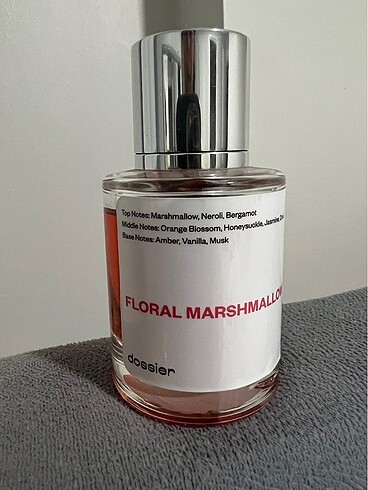 Top Notes: Marshmallow, Neroli, Bergamot
Middle Notes: Orange Blossom, Honeysuckle, Jasmine,
Base Notes: Amber, Vanilla, Musk
FLORAL MARSHMALLOW
dossier